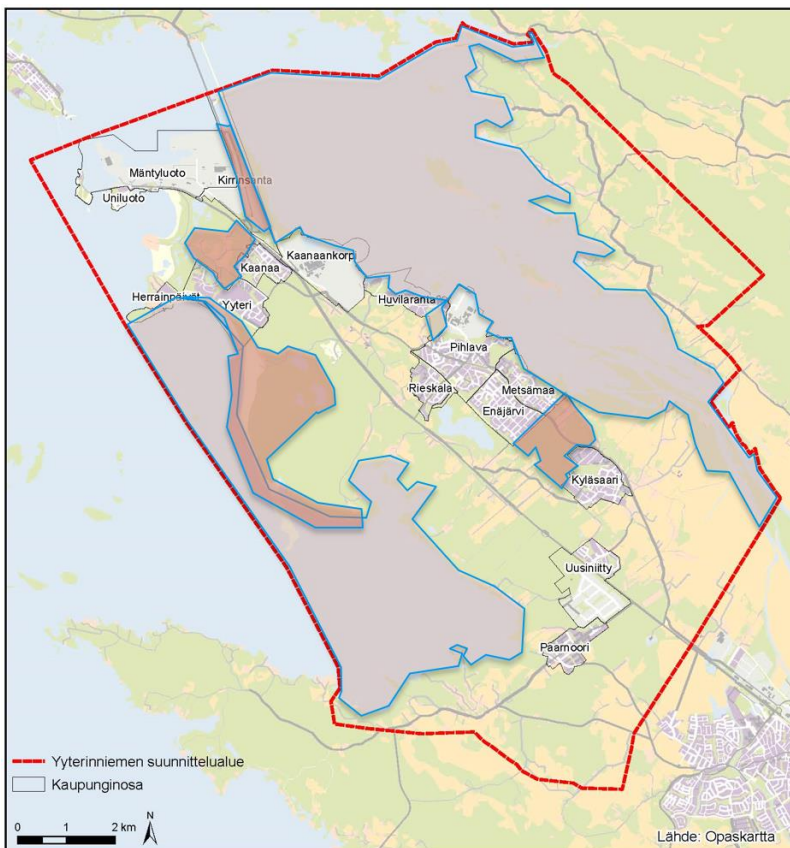 Mäntyluoto
Kirrinsanta
Uniluoto
Kaanaankorpi
Kaanaa
Herrainpäivät
Yyteri
Huvilaranta
Pihlava
Rieskala
Metsämaa
Enäjärvi
Kyläsaari
Uusiniitty
Paarnoori
Yyterinniemen suunnittelualue
Kaupunginosa
0 1 2 km
N
Lähde: Opaskartta